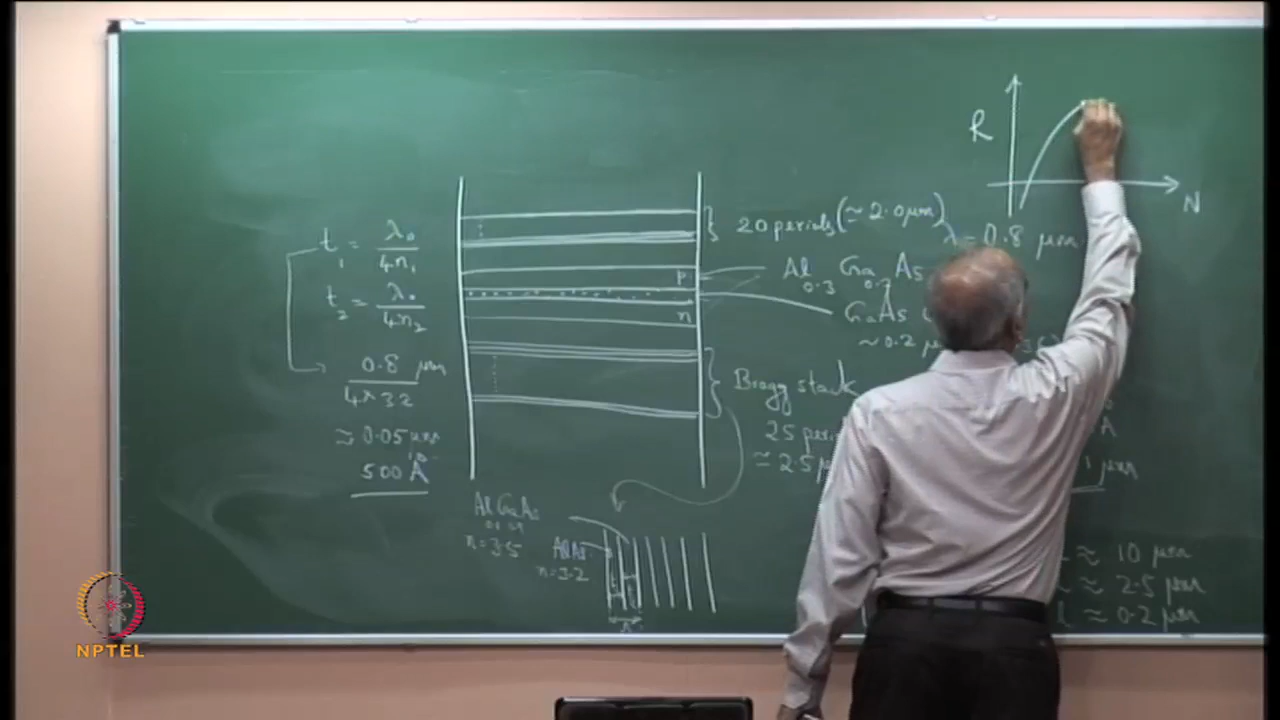 R
N
20 periods (≈ 2.0 μm)
λ = 0.8 μm
t₁ = λ₀ / 4n₁
t₂ = λ₀ / 4n₂
0.8 μm / 4×3.2
≈ 0.05 μm
500 Å
p
n
Al₀.₃ Ga₀.₇ As
GaAs
≈ 0.2 μ
Bragg stack
25 peri
≈ 2.5 μ
Å
1 μm
AlGaAs
n=3.5
AlAs
n=3.2
≈ 10 μm
≈ 2.5 μm
≈ 0.2 μm
NPTEL